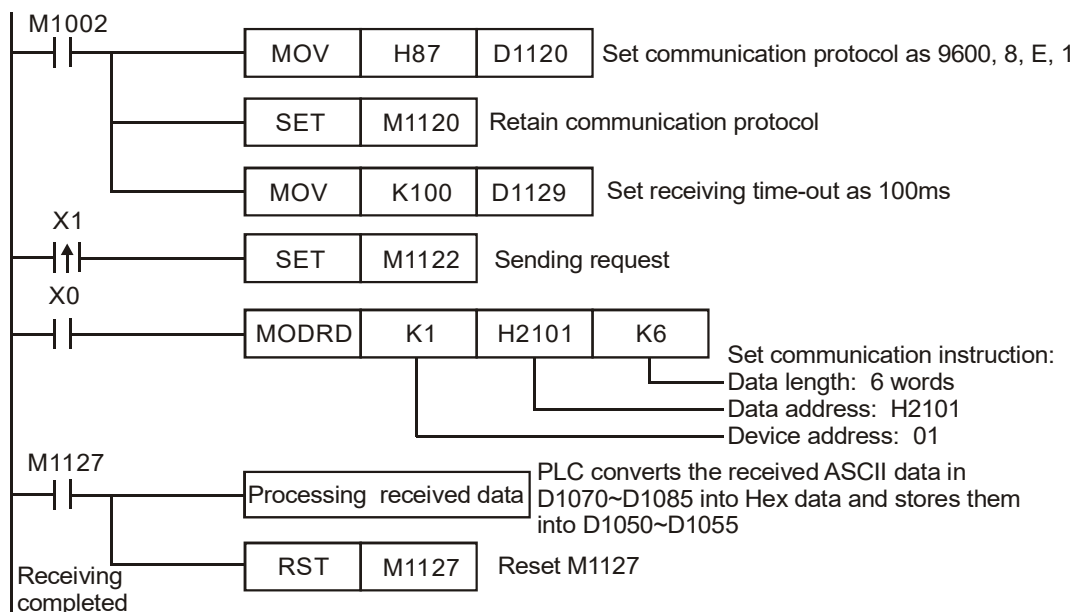 M1002
MOV H87 D1120 Set communication protocol as 9600, 8, E, 1
SET M1120 Retain communication protocol
MOV K100 D1129 Set receiving time-out as 100ms
X1
SET M1122 Sending request
X0
MODRD K1 H2101 K6
Set communication instruction:
Data length: 6 words
Data address: H2101
Device address: 01
M1127
Processing received data
PLC converts the received ASCII data in
D1070~D1085 into Hex data and stores them
into D1050~D1055
RST M1127 Reset M1127
Receiving
completed